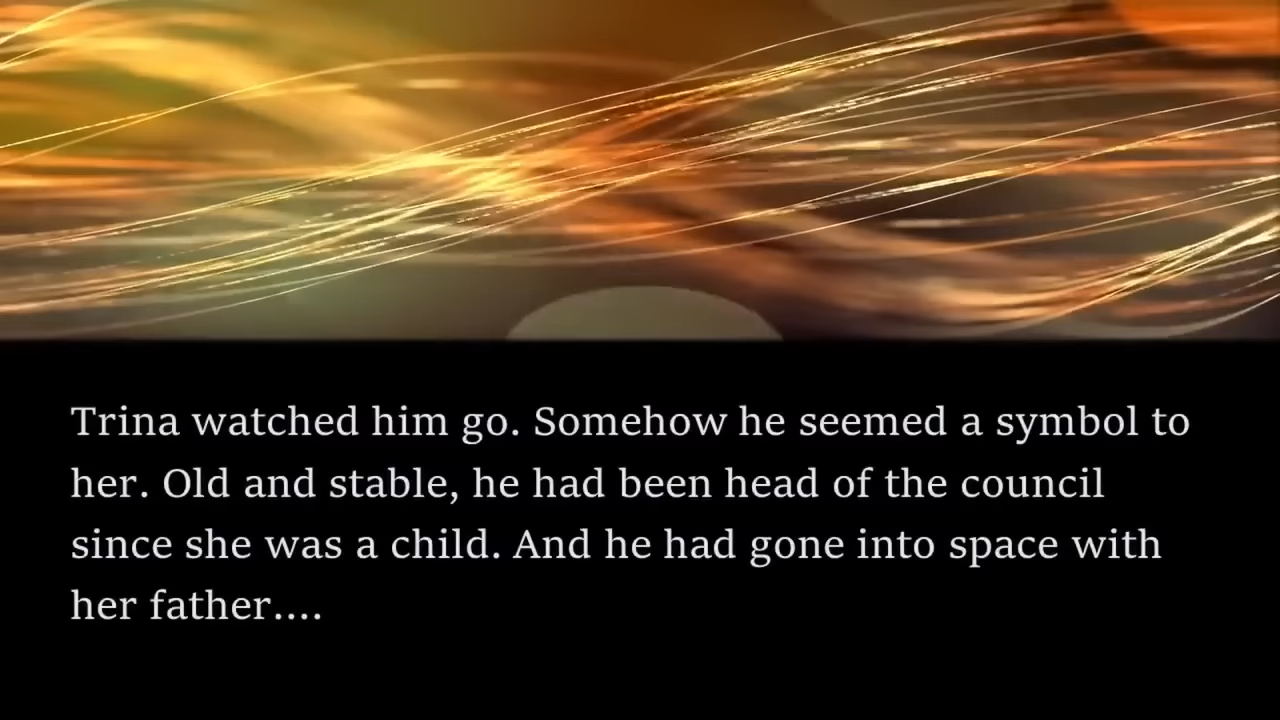 Trina watched him go. Somehow he seemed a symbol to
her. Old and stable, he had been head of the council
since she was a child. And he had gone into space with
her father....